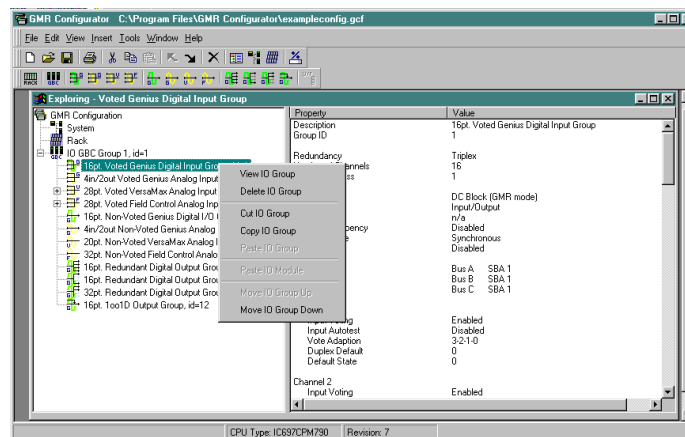 GMR Configurator C:\Program Files\GMR Configurator\exampleconfig.gcf
File Edit View Insert Tools Window Help
RACK GBC
Exploring - Voted Genius Digital Input Group
GMR Configuration
System
Rack
IO GBC Group 1, id=1
16pt. Voted Genius Digital Input
4in/2out Voted Genius Analog Input
28pt. Voted VersaMax Analog Input
28pt. Voted Field Control Analog Inp
16pt. Non-Voted Genius Digital I/O
4in/2out Non-Voted Genius Analog
20pt. Non-Voted VersaMax Analog I
32pt. Non-Voted Field Control Analo
16pt. Redundant Digital Output Grou
16pt. Redundant Digital Output Grou
32pt. Redundant Digital Output Grou
16pt. 1oo1D Output Group, id=12
View IO Group
Delete IO Group
Cut IO Group
Copy IO Group
Paste IO Group
Paste IO Module
Move IO Group Up
Move IO Group Down
Property Value
Description 16pt. Voted Genius Digital Input Group
Group ID 1
Redundancy Triplex
annels 16
ss 1
DC Block (GMR mode)
Input/Output
n/a
pency Disabled
e Synchronous
Disabled
Bus A SBA 1
Bus B SBA 1
Bus C SBA 1
Input Voting Enabled
Input Autotest Disabled
Vote Adaption 3-2-1-0
Duplex Default 0
Default State 0
Channel 2
Input Voting Enabled
CPU Type: IC697CPM790 Revision: 7